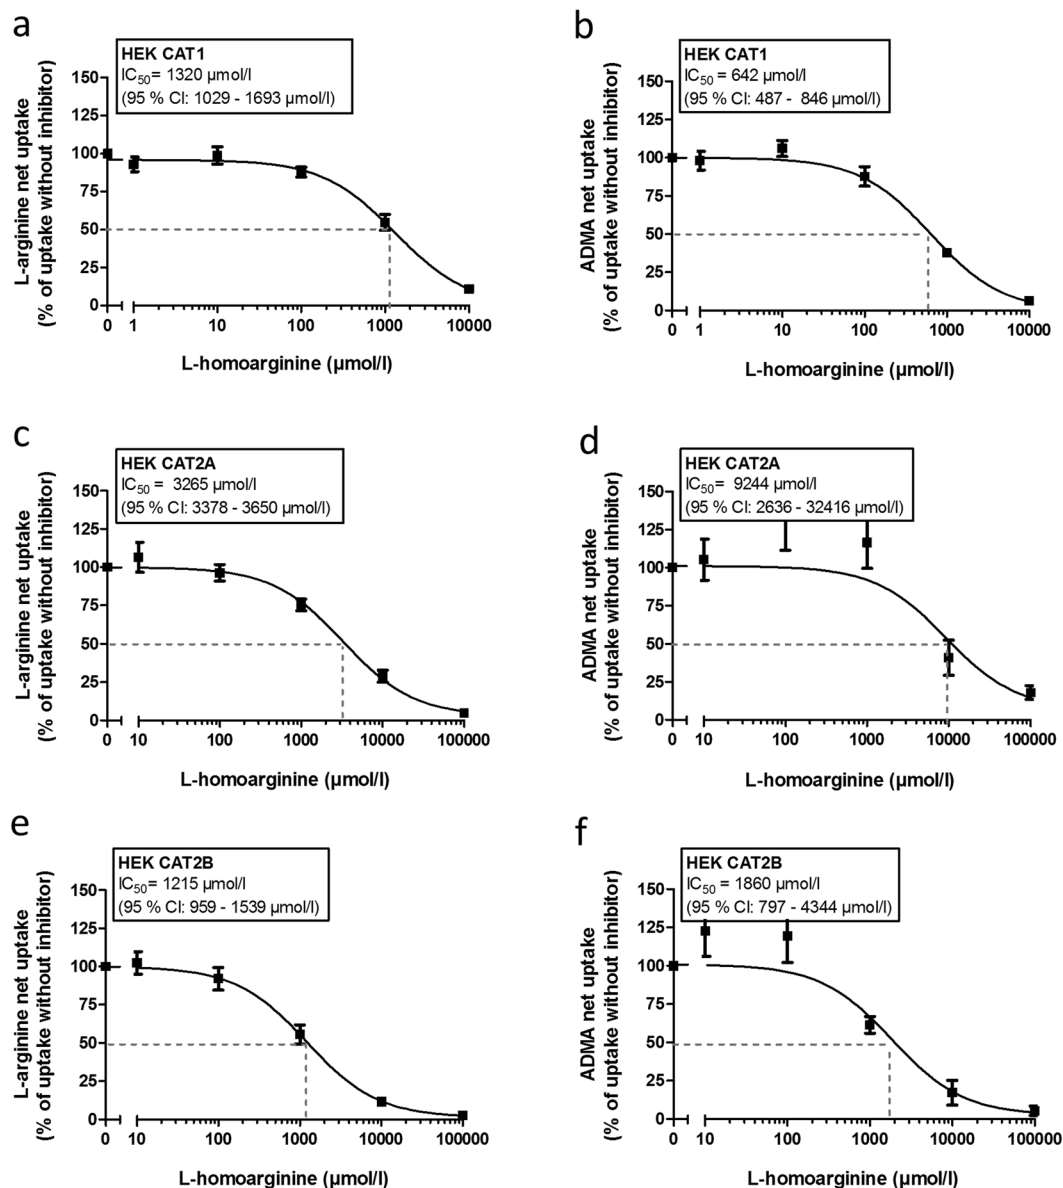 a
HEK CAT1
IC50= 1320 µmol/l
(95 % CI: 1029 - 1693 µmol/l)
L-arginine net uptake
(% of uptake without inhibitor)
150
125
100
75
50
25
0
0 1 10 100 1000 10000
L-homoarginine (µmol/l)
b
HEK CAT1
IC50 = 642 µmol/l
(95 % CI: 487 - 846 µmol/l)
ADMA net uptake
(% of uptake without inhibitor)
150
125
100
75
50
25
0
0 1 10 100 1000 10000
L-homoarginine (µmol/l)
c
HEK CAT2A
IC50 = 3265 µmol/l
(95 % CI: 3378 - 3650 µmol/l)
L-arginine net uptake
(% of uptake without inhibitor)
150
125
100
75
50
25
0
0 10 100 1000 10000 100000
L-homoarginine (µmol/l)
d
HEK CAT2A
IC50= 9244 µmol/l
(95 % CI: 2636 - 32416 µmol/l)
ADMA net uptake
(% of uptake without inhibitor)
150
125
100
75
50
25
0
0 10 100 1000 10000 100000
L-homoarginine (µmol/l)
e
HEK CAT2B
IC50= 1215 µmol/l
(95 % CI: 959 - 1539 µmol/l)
L-arginine net uptake
(% of uptake without inhibitor)
150
125
100
75
50
25
0
0 10 100 1000 10000 100000
L-homoarginine (µmol/l)
f
HEK CAT2B
IC50 = 1860 µmol/l
(95 % CI: 797 - 4344 µmol/l)
ADMA net uptake
(% of uptake without inhibitor)
150
125
100
75
50
25
0
0 10 100 1000 10000 100000
L-homoarginine (µmol/l)